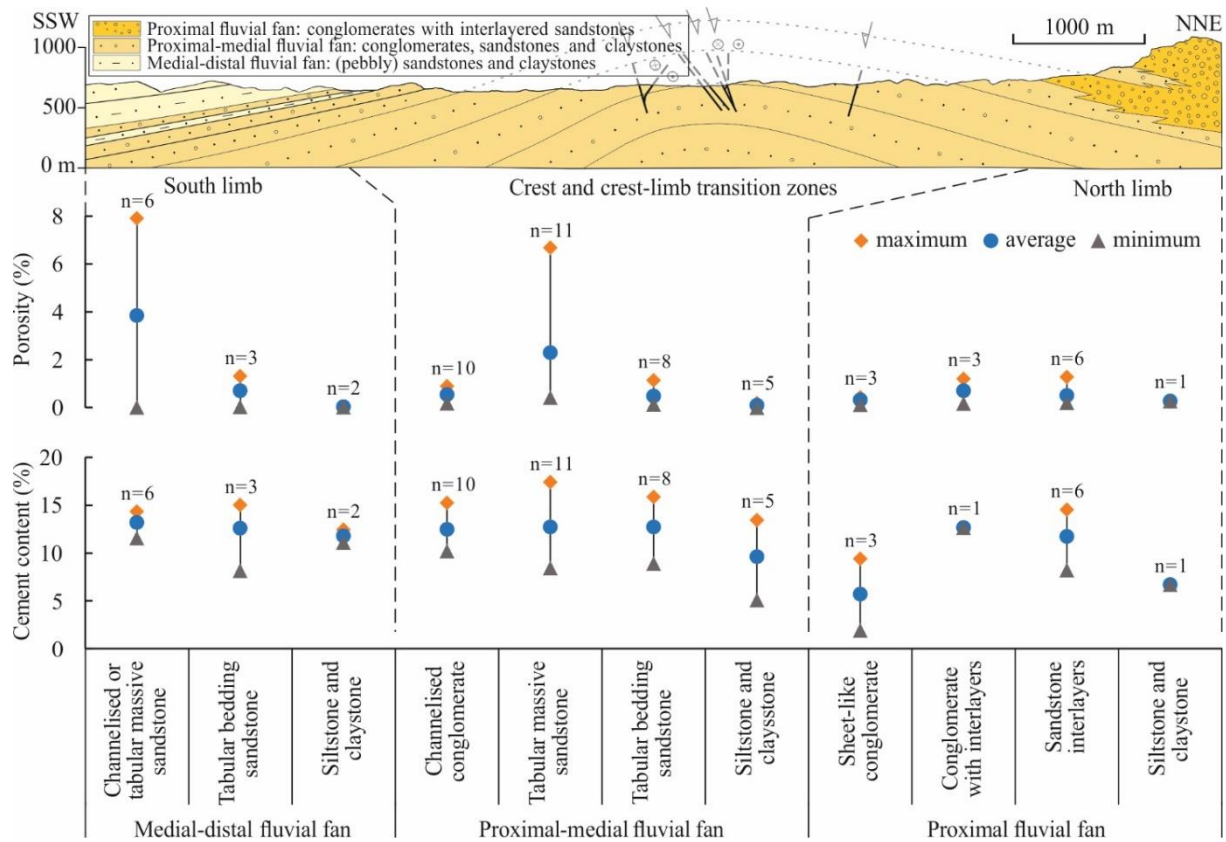 SSW
NNE
Proximal fluvial fan: conglomerates with interlayered sandstones
Proximal-medial fluvial fan: conglomerates, sandstones and claystones
Medial-distal fluvial fan: (pebbly) sandstones and claystones
1000 m
1000
500
0 m
South limb
Crest and crest-limb transition zones
North limb
maximum
average
minimum
Porosity (%)
8
6
4
2
0
n=6
n=3
n=2
n=10
n=11
n=8
n=5
n=3
n=3
n=6
n=1
Cement content (%)
20
15
10
5
0
n=6
n=3
n=2
n=10
n=11
n=8
n=5
n=3
n=1
n=6
n=1
Channelised or
tabular massive
sandstone
Tabular bedding
sandstone
Siltstone and
claystone
Channelised
conglomerate
Tabular massive
sandstone
Tabular bedding
sandstone
Siltstone and
claysstone
Sheet-like
conglomerate
Conglomerate
with interlayers
Sandstone
interlayers
Siltstone and
claystone
Medial-distal fluvial fan
Proximal-medial fluvial fan
Proximal fluvial fan